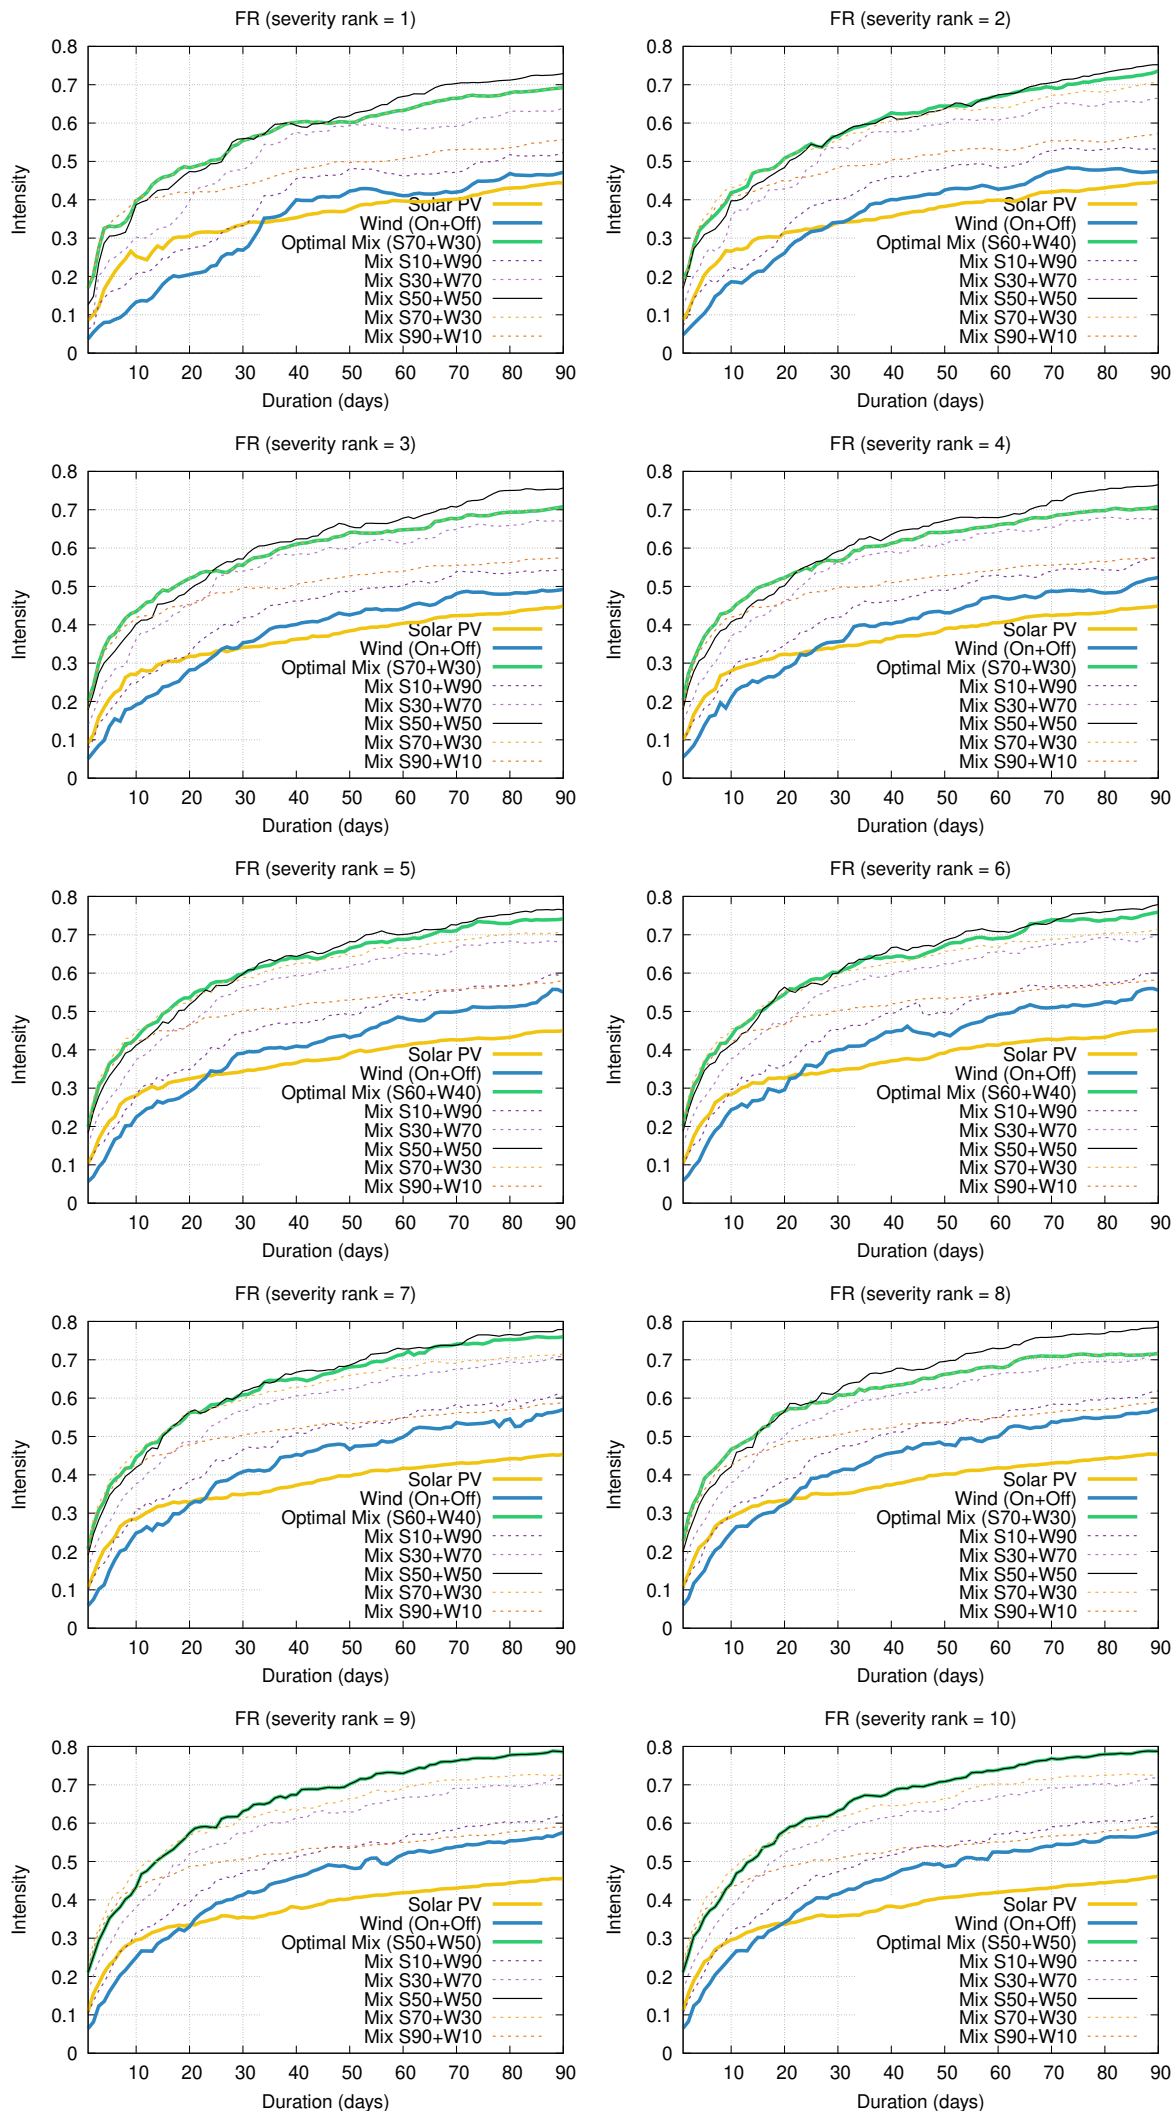 FR (severity rank = 1)
Intensity
0.8
0.7
0.6
0.5
0.4
0.3
0.2
0.1
0
Solar PV
Wind (On+Off)
Optimal Mix (S70+W30)
Mix S10+W90
Mix S30+W70
Mix S50+W50
Mix S70+W30
Mix S90+W10
10 20 30 40 50 60 70 80 90
Duration (days)
FR (severity rank = 2)
Intensity
0.8
0.7
0.6
0.5
0.4
0.3
0.2
0.1
0
Solar PV
Wind (On+Off)
Optimal Mix (S60+W40)
Mix S10+W90
Mix S30+W70
Mix S50+W50
Mix S70+W30
Mix S90+W10
10 20 30 40 50 60 70 80 90
Duration (days)
FR (severity rank = 3)
Intensity
0.8
0.7
0.6
0.5
0.4
0.3
0.2
0.1
0
Solar PV
Wind (On+Off)
Optimal Mix (S70+W30)
Mix S10+W90
Mix S30+W70
Mix S50+W50
Mix S70+W30
Mix S90+W10
10 20 30 40 50 60 70 80 90
Duration (days)
FR (severity rank = 4)
Intensity
0.8
0.7
0.6
0.5
0.4
0.3
0.2
0.1
0
Solar PV
Wind (On+Off)
Optimal Mix (S70+W30)
Mix S10+W90
Mix S30+W70
Mix S50+W50
Mix S70+W30
Mix S90+W10
10 20 30 40 50 60 70 80 90
Duration (days)
FR (severity rank = 5)
Intensity
0.8
0.7
0.6
0.5
0.4
0.3
0.2
0.1
0
Solar PV
Wind (On+Off)
Optimal Mix (S60+W40)
Mix S10+W90
Mix S30+W70
Mix S50+W50
Mix S70+W30
Mix S90+W10
10 20 30 40 50 60 70 80 90
Duration (days)
FR (severity rank = 6)
Intensity
0.8
0.7
0.6
0.5
0.4
0.3
0.2
0.1
0
Solar PV
Wind (On+Off)
Optimal Mix (S60+W40)
Mix S10+W90
Mix S30+W70
Mix S50+W50
Mix S70+W30
Mix S90+W10
10 20 30 40 50 60 70 80 90
Duration (days)
FR (severity rank = 7)
Intensity
0.8
0.7
0.6
0.5
0.4
0.3
0.2
0.1
0
Solar PV
Wind (On+Off)
Optimal Mix (S60+W40)
Mix S10+W90
Mix S30+W70
Mix S50+W50
Mix S70+W30
Mix S90+W10
10 20 30 40 50 60 70 80 90
Duration (days)
FR (severity rank = 8)
Intensity
0.8
0.7
0.6
0.5
0.4
0.3
0.2
0.1
0
Solar PV
Wind (On+Off)
Optimal Mix (S70+W30)
Mix S10+W90
Mix S30+W70
Mix S50+W50
Mix S70+W30
Mix S90+W10
10 20 30 40 50 60 70 80 90
Duration (days)
FR (severity rank = 9)
Intensity
0.8
0.7
0.6
0.5
0.4
0.3
0.2
0.1
0
Solar PV
Wind (On+Off)
Optimal Mix (S50+W50)
Mix S10+W90
Mix S30+W70
Mix S50+W50
Mix S70+W30
Mix S90+W10
10 20 30 40 50 60 70 80 90
Duration (days)
FR (severity rank = 10)
Intensity
0.8
0.7
0.6
0.5
0.4
0.3
0.2
0.1
0
Solar PV
Wind (On+Off)
Optimal Mix (S50+W50)
Mix S10+W90
Mix S30+W70
Mix S50+W50
Mix S70+W30
Mix S90+W10
10 20 30 40 50 60 70 80 90
Duration (days)